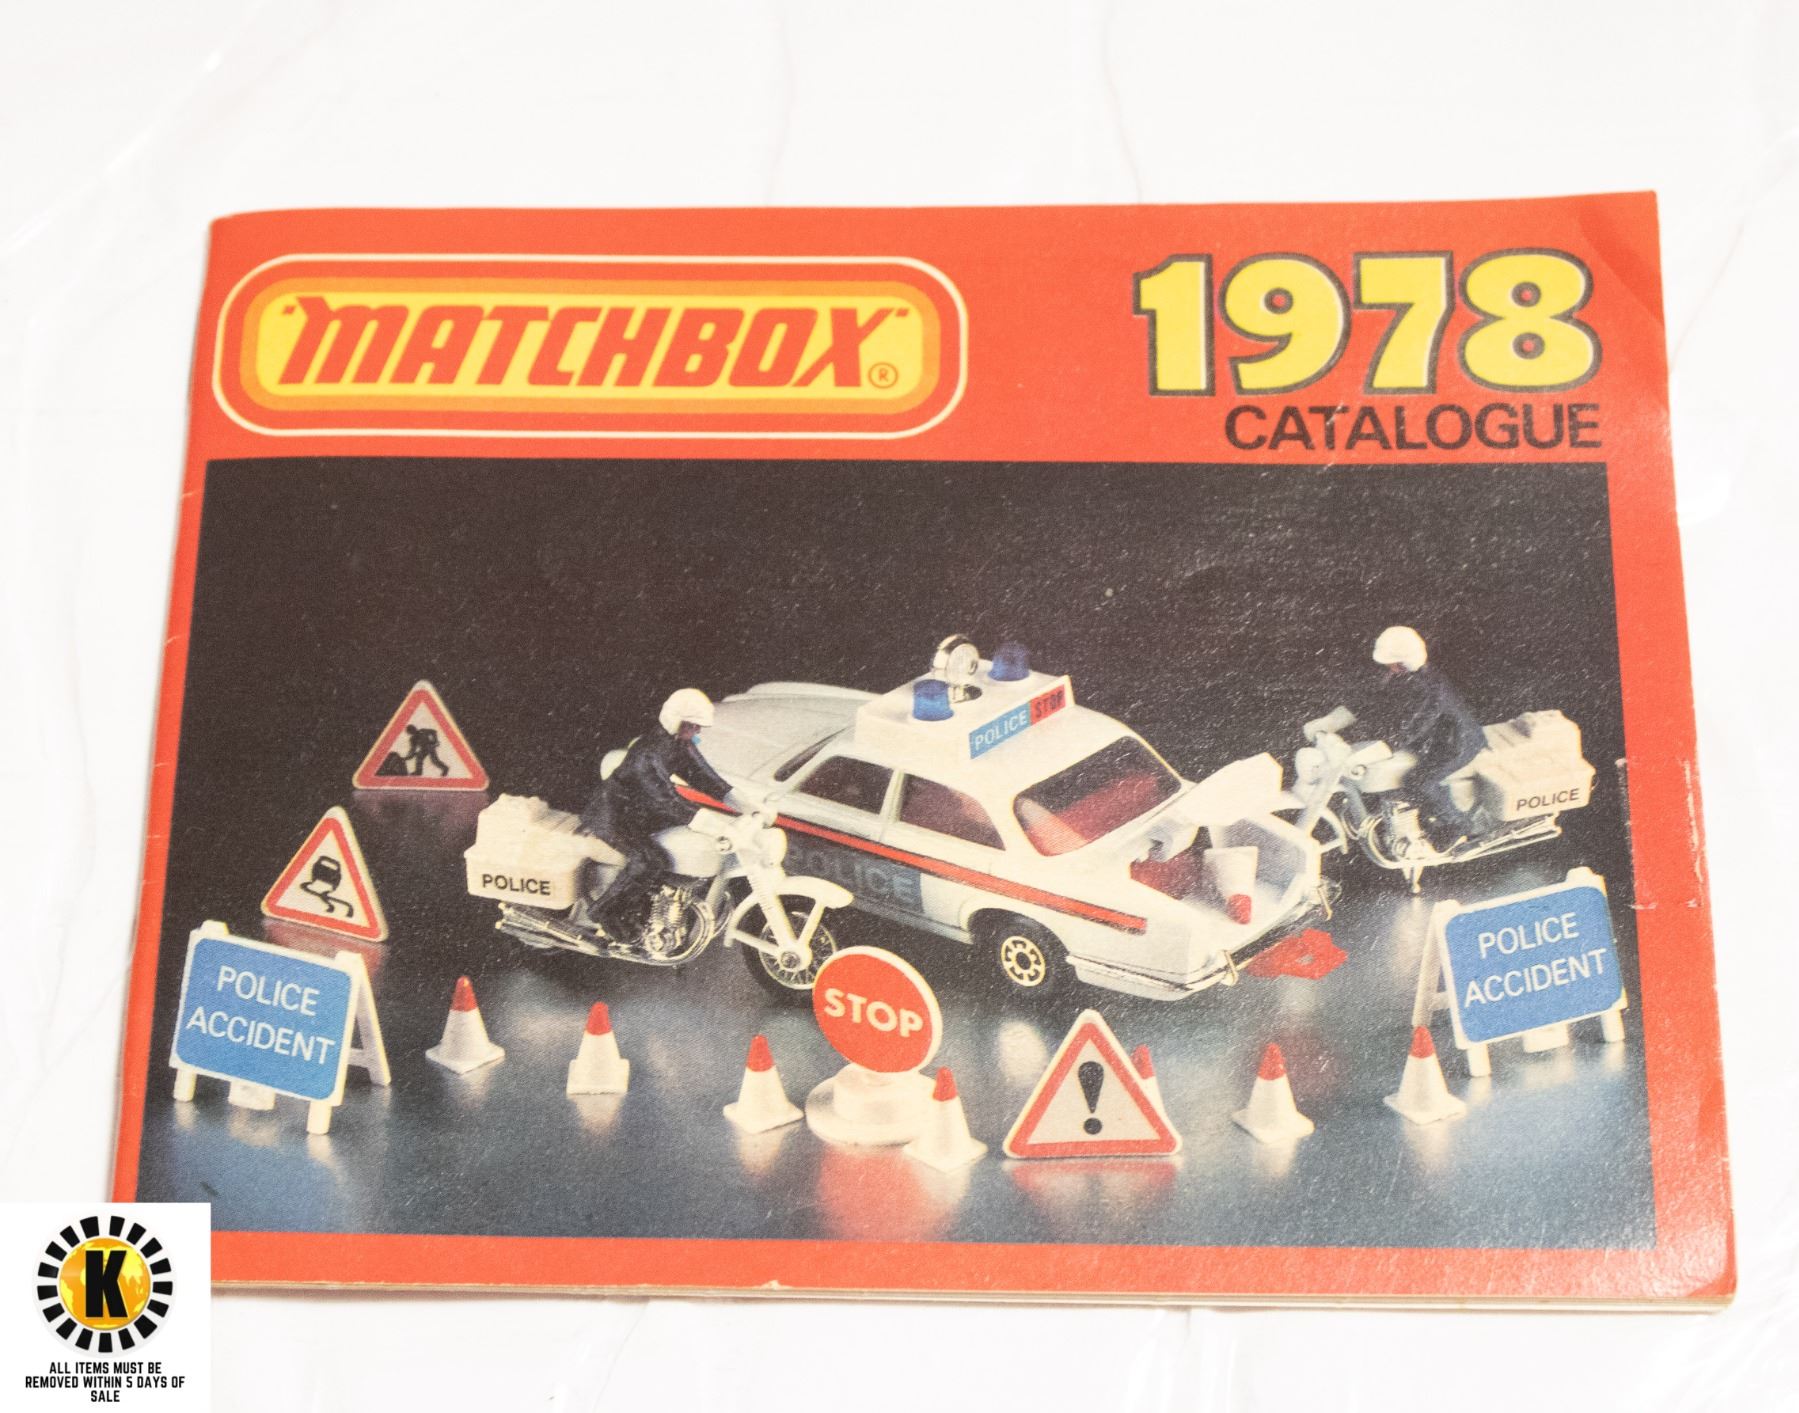 "MATCHBOX"®
1978
CATALOGUE
POLICE STOP
POLICE
POLICE
POLICE
POLICE
ACCIDENT
STOP
!
POLICE
ACCIDENT
K
ALL ITEMS MUST BE
REMOVED WITHIN 5 DAYS OF
SALE